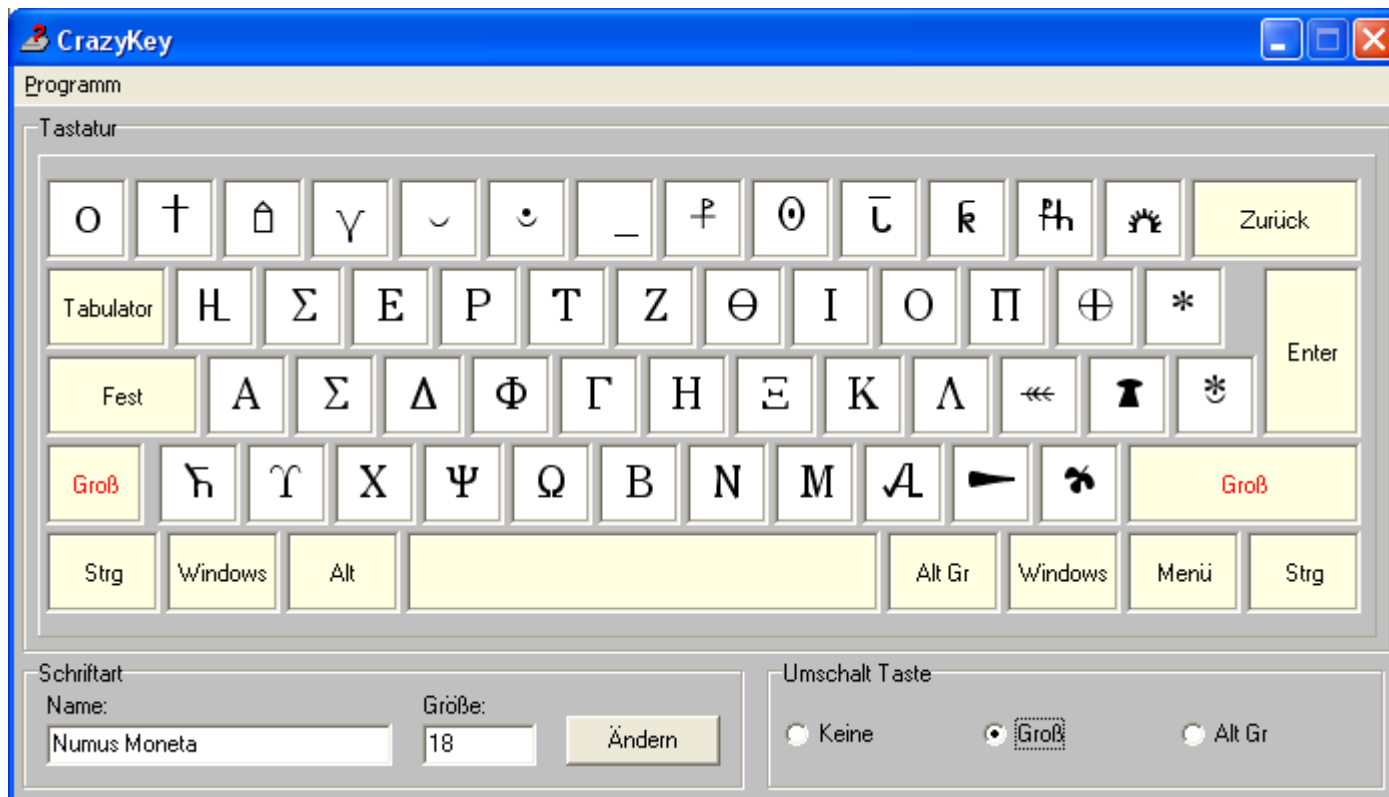 CrazyKey
Programm
Tastatur
ο † γ _ Zurück
Tabulator Σ Ε Ρ Τ Ζ Θ Ι Ο Π ⊕ *
Enter
Fest Α Σ Δ Φ Γ Η Ξ Κ Λ
Groß ϒ Χ Ψ Ω Β Ν Μ Groß
Strg Windows Alt Alt Gr Windows Menü Strg
Schriftart
Name: Größe:
Numus Moneta 18 Ändern
Umschalt Taste
Keine Groß Alt Gr